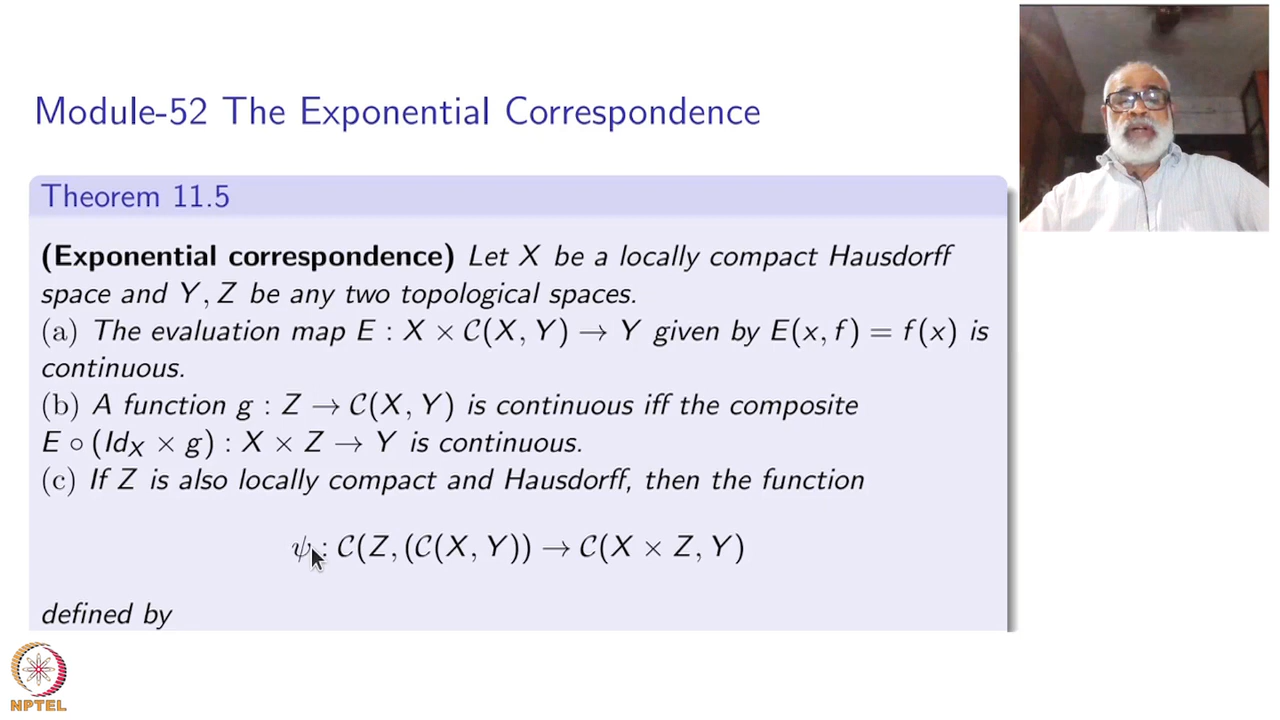 Module-52 The Exponential Correspondence
Theorem 11.5
(Exponential correspondence) Let X be a locally compact Hausdorff
space and Y, Z be any two topological spaces.
(a) The evaluation map E : X × C(X, Y) → Y given by E(x, f) = f(x) is
continuous.
(b) A function g : Z → C(X, Y) is continuous iff the composite
E ∘ (Id_X × g) : X × Z → Y is continuous.
(c) If Z is also locally compact and Hausdorff, then the function
ψ : C(Z, (C(X, Y)) → C(X × Z, Y)
defined by
NPTEL